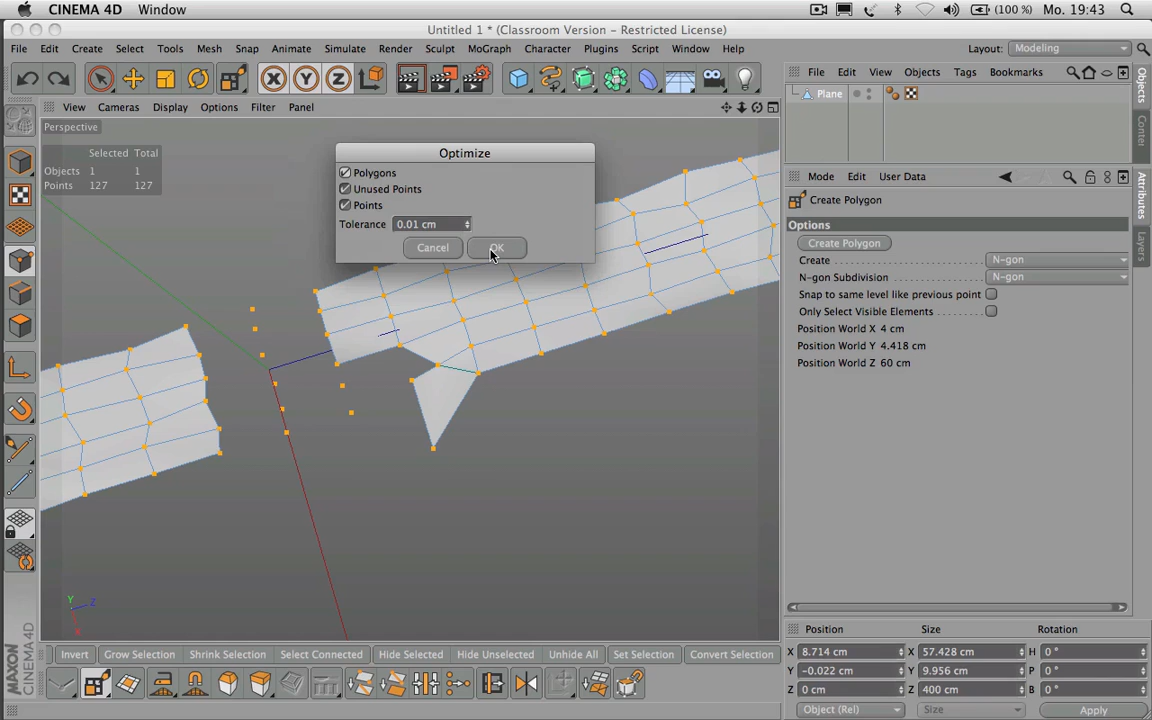 CINEMA 4D Window (100 %) Mo. 19:43
Untitled 1 * (Classroom Version - Restricted License)
File Edit Create Select Tools Mesh Snap Animate Simulate Render Sculpt MoGraph Character Plugins Script Window Help Layout: Modeling
X Y Z
File Edit View Objects Tags Bookmarks
Plane
Objects
Layers
View Cameras Display Options Filter Panel
Perspective
Selected Total
Objects 1 1
Points 127 127
Optimize
Polygons
Unused Points
Points
Tolerance 0.01 cm
Cancel OK
Mode Edit User Data
Attributes
Layers
Create Polygon
Options
Create Polygon
Create N-gon
N-gon Subdivision N-gon
Snap to same level like previous point
Only Select Visible Elements
Position World X 4 cm
Position World Y 4.418 cm
Position World Z 60 cm
Y Z
X
Invert Grow Selection Shrink Selection Select Connected Hide Selected Hide Unselected Unhide All Set Selection Convert Selection
MAXON CINEMA 4D
Position Size Rotation
X 8.714 cm X 57.428 cm H 0 °
Y -0.022 cm Y 9.956 cm P 0 °
Z 0 cm Z 400 cm B 0 °
Object (Rel) Size Apply